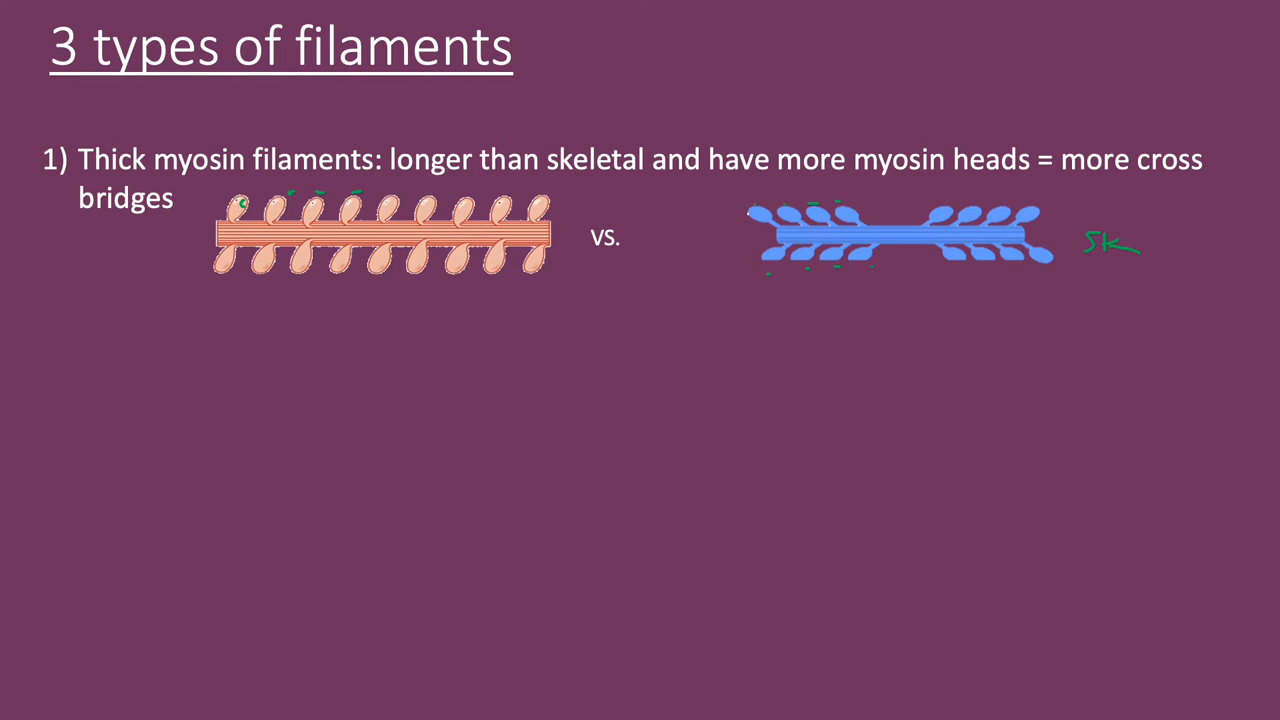 3 types of filaments
1) Thick myosin filaments: longer than skeletal and have more myosin heads = more cross
bridges
vs.
Sk